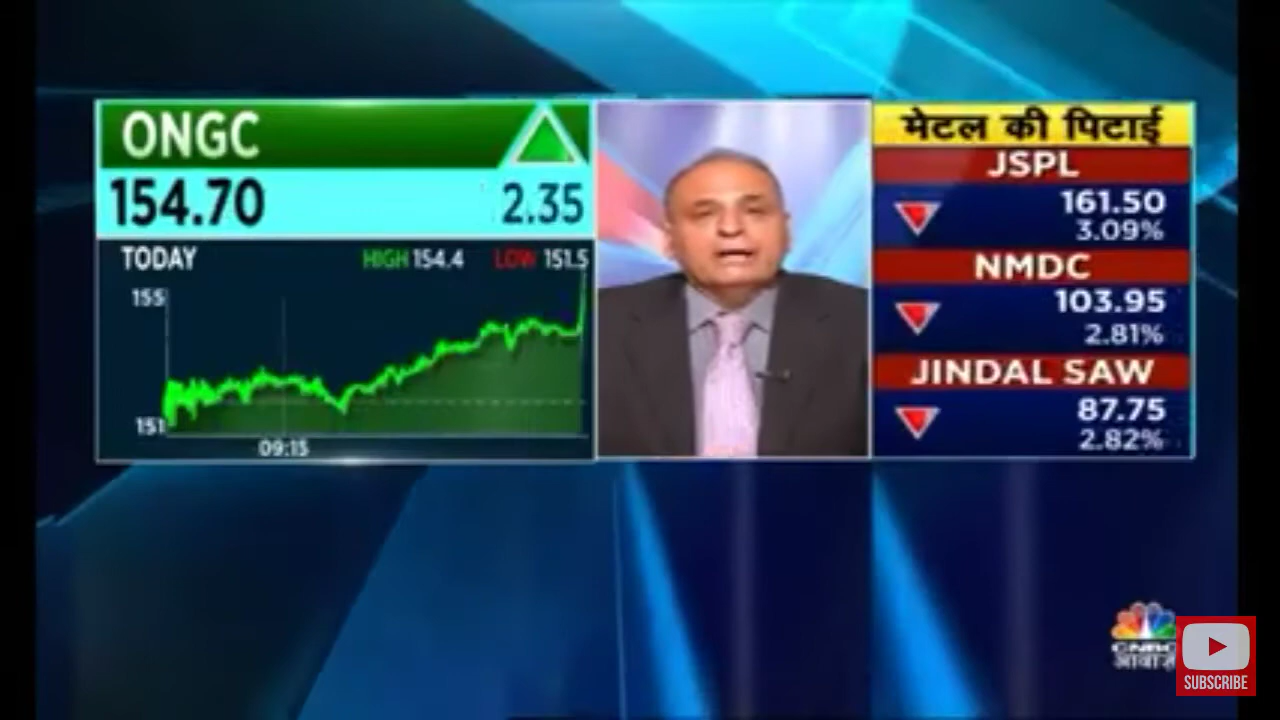 ONGC
154.70 2.35
TODAY HIGH 154.4 LOW 151.5
155
151
09:15
मेटल की पिटाई
JSPL
161.50
3.09%
NMDC
103.95
2.81%
JINDAL SAW
87.75
2.82%
CNBC
आवाज़
SUBSCRIBE